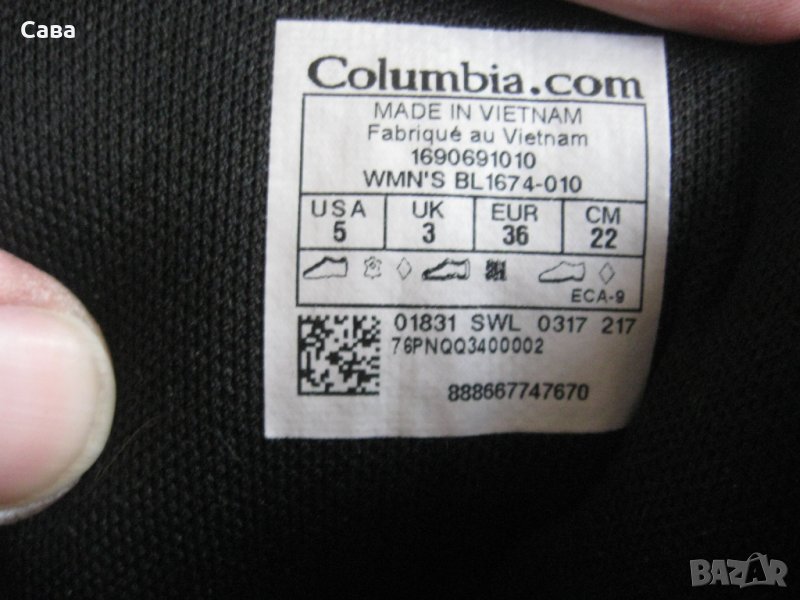 Сава
Columbia.com
MADE IN VIETNAM
Fabriqué au Vietnam
1690691010
WMN'S BL1674-010
USA UK EUR CM
5 3 36 22
ECA-9
01831 SWL 0317 217
76PNQQ3400002
888667747670
BAZAR